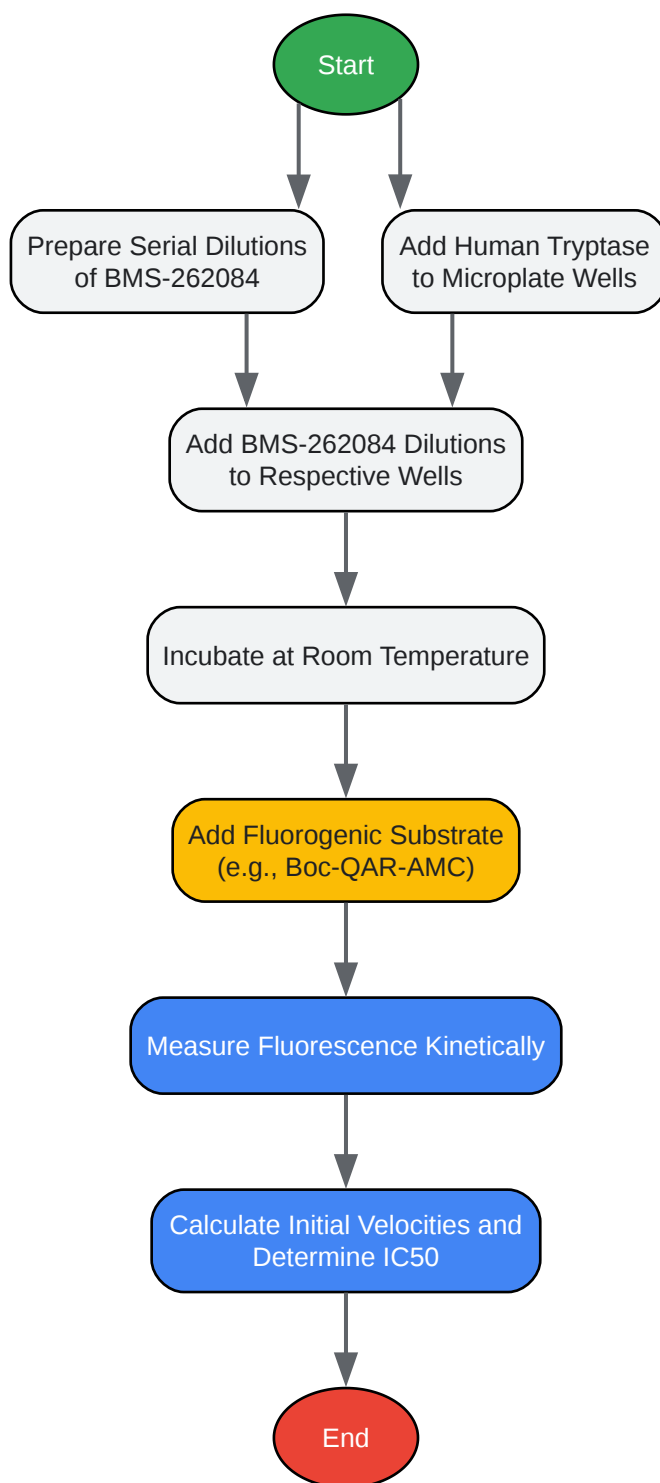 Start
Prepare Serial Dilutions
of BMS-262084
Add Human Tryptase
to Microplate Wells
Add BMS-262084 Dilutions
to Respective Wells
Incubate at Room Temperature
Add Fluorogenic Substrate
(e.g., Boc-QAR-AMC)
Measure Fluorescence Kinetically
Calculate Initial Velocities and
Determine IC50
End